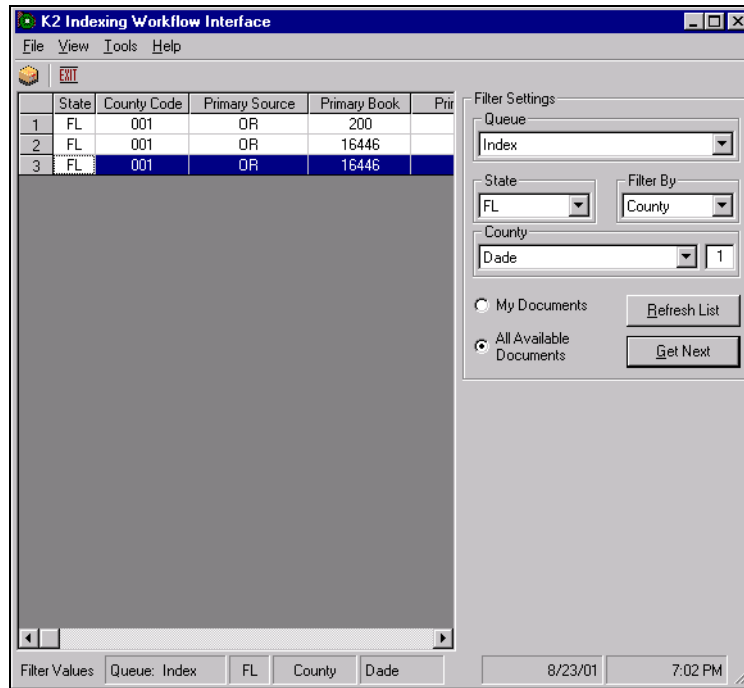 K2 Indexing Workflow Interface
File View Tools Help
EXIT
State County Code Primary Source Primary Book Prir
1 FL 001 OR 200
2 FL 001 OR 16446
3 FL 001 OR 16446
Filter Settings
Queue
Index
State Filter By
FL County
County
Dade 1
My Documents Refresh List
All Available
Documents Get Next
Filter Values Queue: Index FL County Dade 8/23/01 7:02 PM